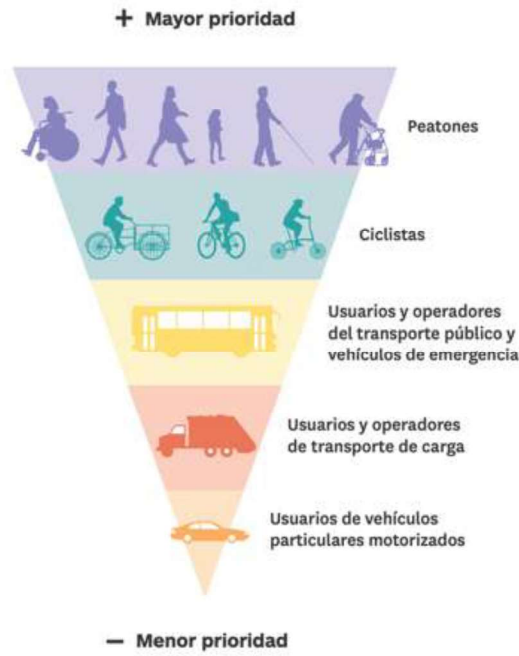 + Mayor prioridad
Peatones
Ciclistas
Usuarios y operadores
del transporte público y
vehículos de emergencia
Usuarios y operadores
de transporte de carga
Usuarios de vehículos
particulares motorizados
− Menor prioridad